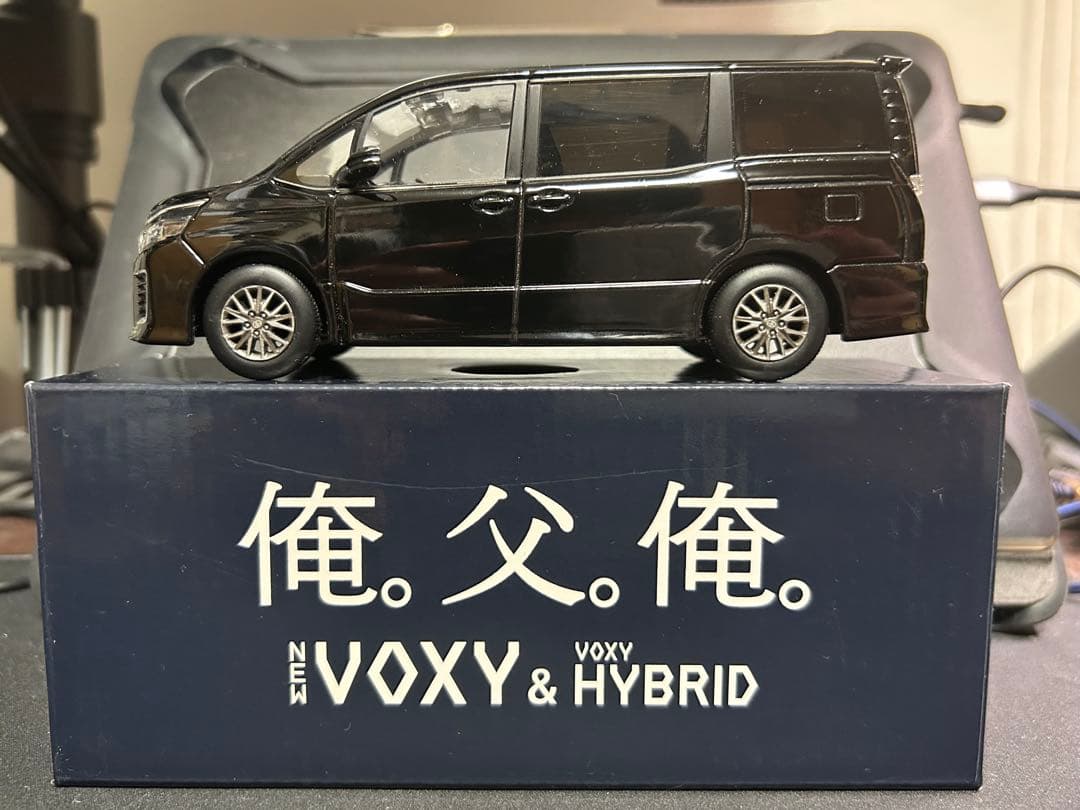 俺。父。俺。
NEW VOXY & VOXY HYBRID